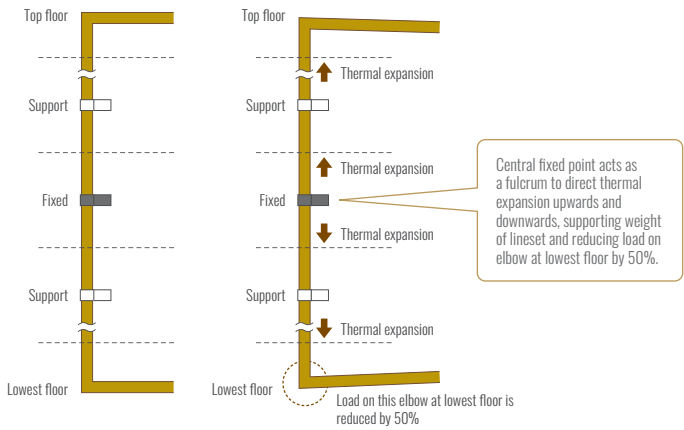 Top floor
Support
Fixed
Support
Lowest floor
Top floor
Thermal expansion
Support
Thermal expansion
Fixed
Thermal expansion
Support
Thermal expansion
Lowest floor
Load on this elbow at lowest floor is
reduced by 50%
Central fixed point acts as
a fulcrum to direct thermal
expansion upwards and
downwards, supporting weight
of lineset and reducing load on
elbow at lowest floor by 50%.